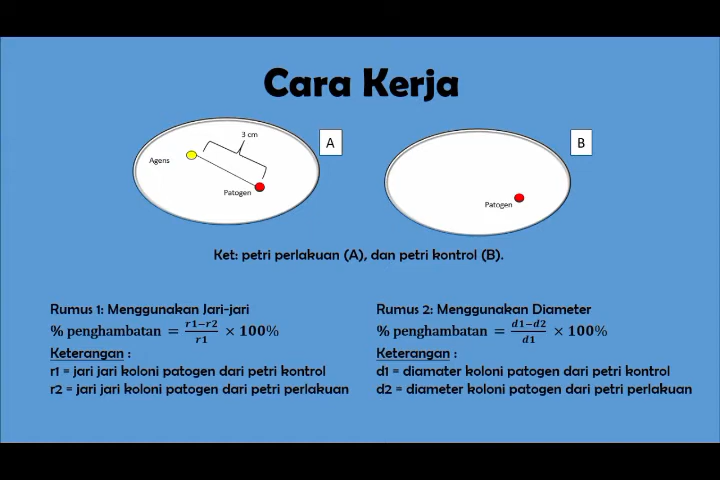 Cara Kerja
3 cm
A
B
Agens
Patogen
Patogen
Ket: petri perlakuan (A), dan petri kontrol (B).
Rumus 1: Menggunakan Jari-jari
% penghambatan = r1−r2/r1 × 100%
Keterangan :
r1 = jari jari koloni patogen dari petri kontrol
r2 = jari jari koloni patogen dari petri perlakuan
Rumus 2: Menggunakan Diameter
% penghambatan = d1−d2/d1 × 100%
Keterangan :
d1 = diamater koloni patogen dari petri kontrol
d2 = diameter koloni patogen dari petri perlakuan